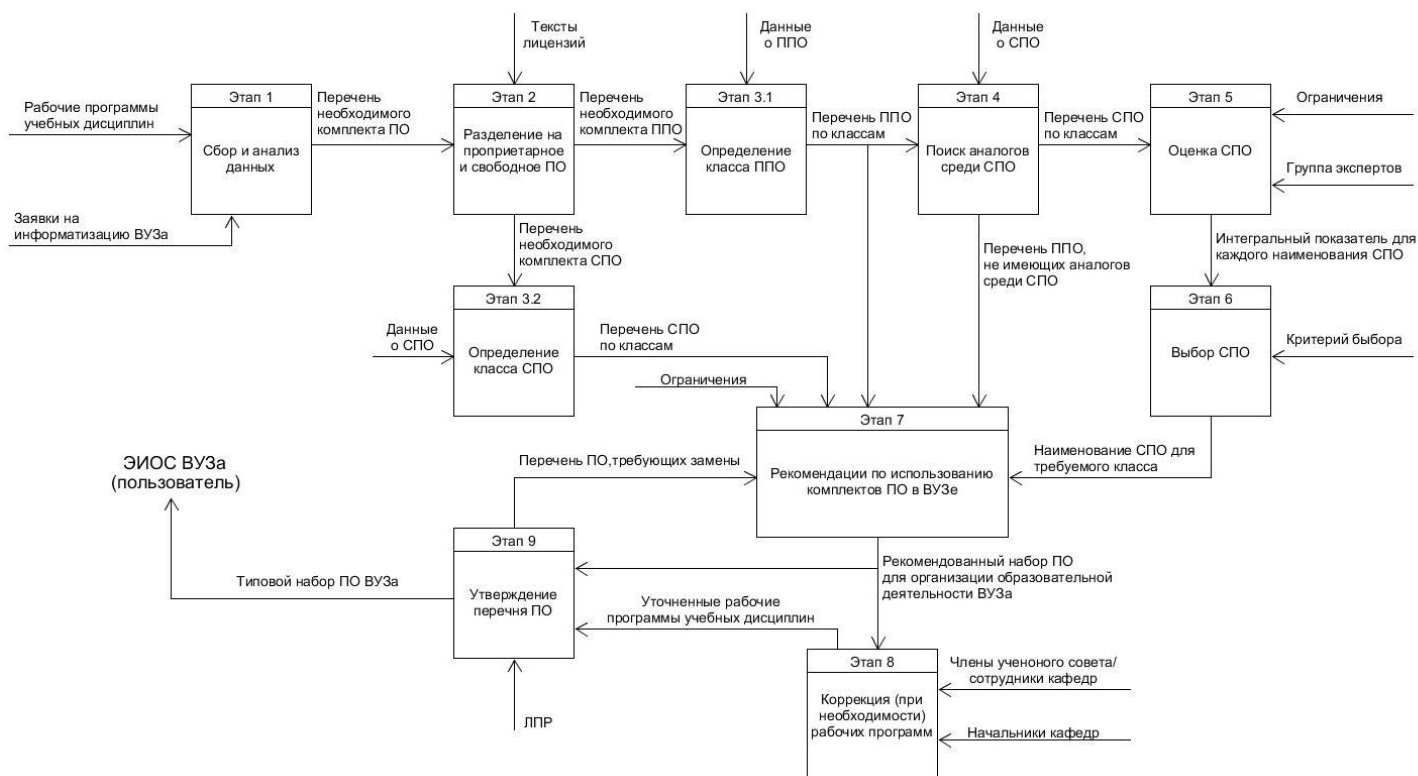 Тексты
лицензий
Данные
о ППО
Данные
о СПО
Рабочие программы
учебных дисциплин
Этап 1
Сбор и анализ
данных
Заявки на
информатизацию ВУЗа
Перечень
необходимого
комплекта ПО
Этап 2
Разделение на
проприетарное
и свободное ПО
Перечень
необходимого
комплекта ППО
Этап 3.1
Определение
класса ППО
Перечень ППО
по классам
Этап 4
Поиск аналогов
среди СПО
Перечень СПО
по классам
Этап 5
Оценка СПО
Ограничения
Группа экспертов
Перечень
необходимого
комплекта СПО
Перечень ППО,
не имеющих аналогов
среди СПО
Интегральный показатель для
каждого наименования СПО
Данные
о СПО
Этап 3.2
Определение
класса СПО
Перечень СПО
по классам
Ограничения
Этап 6
Выбор СПО
Критерий выбора
Этап 7
Рекомендации по использованию
комплектов ПО в ВУЗе
Наименование СПО для
требуемого класса
Перечень ПО,требующих замены
ЭИОС ВУЗа
(пользователь)
Типовой набор ПО ВУЗа
Этап 9
Утверждение
перечня ПО
Рекомендованный набор ПО
для организации образовательной
деятельности ВУЗа
Уточненные рабочие
программы учебных дисциплин
ЛПР
Этап 8
Коррекция (при
необходимости)
рабочих программ
Члены ученоного совета/
сотрудники кафедр
Начальники кафедр